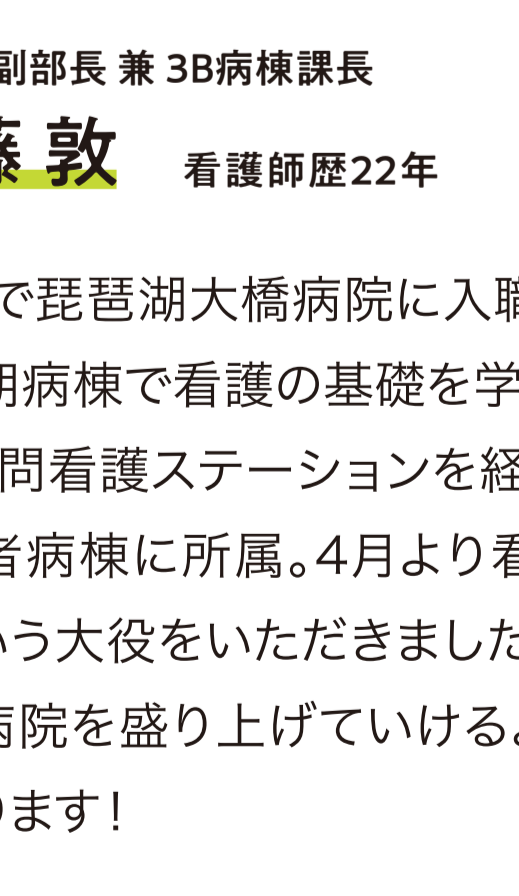 副部長 兼 3B病棟課長
藤 敦
看護師歴22年
で琵琶湖大橋病院に入職
期病棟で看護の基礎を学
問看護ステーションを経
者病棟に所属。4月より看
いう大役をいただきました
病院を盛り上げていける
ります!